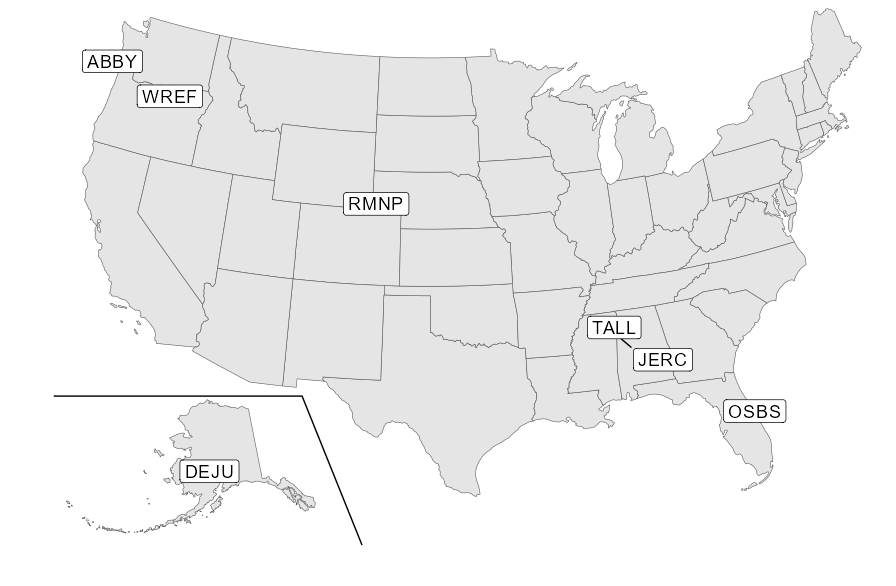 ABBY
WREF
RMNP
TALL
JERC
OSBS
DEJU